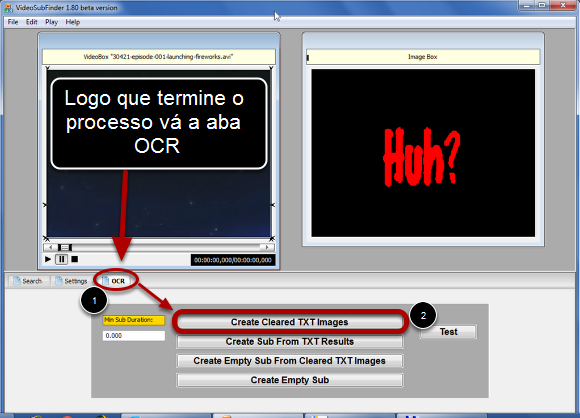 VideoSubFinder 1.80 beta version
File Edit Play Help
VideoBox "30421-episode-001-launching-fireworks.avi"
Image Box
Logo que termine o
processo vá a aba
OCR
Huh?
00:00:00,000/00:00:00,000
Search Settings OCR
1
2
Min Sub Duration:
0.000
Create Cleared TXT Images
Test
Create Sub From TXT Results
Create Empty Sub From Cleared TXT Images
Create Empty Sub